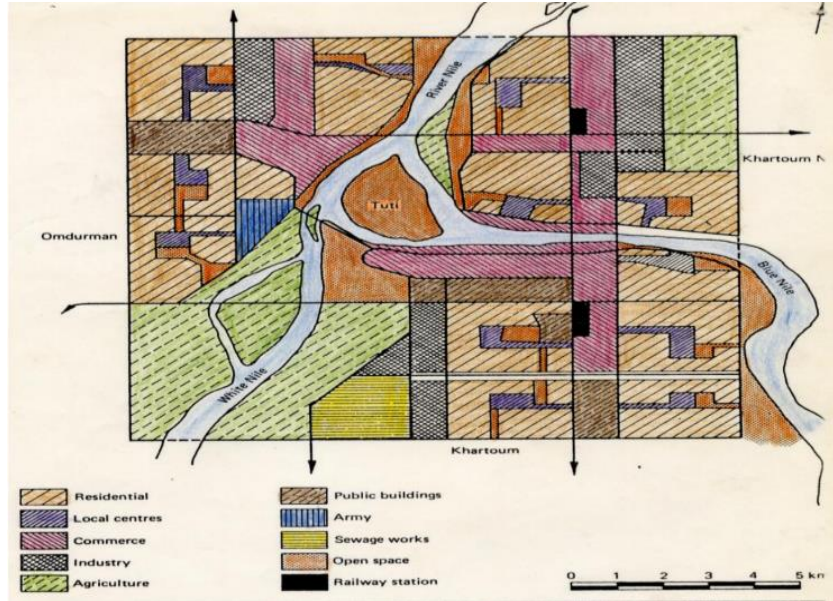 River Nile
Khartoum N
Tuti
Omdurman
Blue Nile
White Nile
Khartoum
Residential
Local centres
Commerce
Industry
Agriculture
Public buildings
Army
Sewage works
Open space
Railway station
0 1 2 3 4 5 km